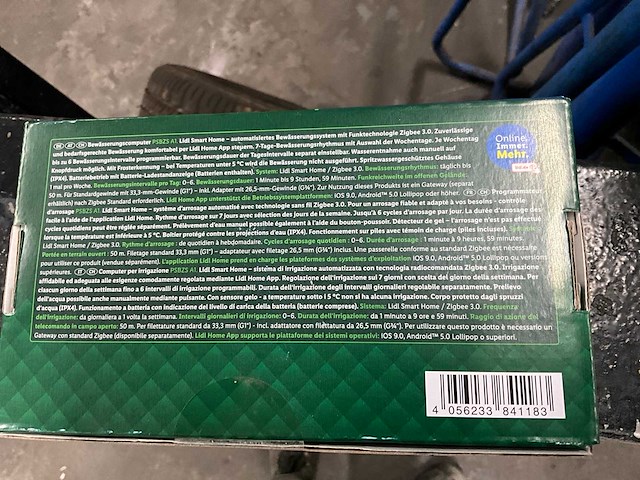 DE AT CH Bewässerungscomputer PSBZS A1 Lidl Smart Home – automatisiertes Bewässerungssystem mit Funktechnologie Zigbee 3.0. Zuverlässige
und bedarfsgerechte Bewässerung komfortabel per Lidl Home App steuern. 7-Tage-Bewässerungsrhythmus mit Auswahl der Wochentage. Je Wochentag
bis zu 6 Bewässerungsintervalle programmierbar. Bewässerungsdauer der Tagesintervalle separat einstellbar. Wasserentnahme auch manuell auf
Knopfdruck möglich. Mit Frosterkennung – bei Temperaturen unter 5 °C wird die Bewässerung nicht ausgeführt. Spritzwassergeschütztes Gehäuse
(IPX4). Batteriebetrieb mit Batterie-Ladestandanzeige (Batterien enthalten). System: Lidl Smart Home / Zigbee 3.0. Bewässerungsrhythmus: täglich bis
1 mal pro Woche. Bewässerungsintervalle pro Tag: 0–6. Bewässerungsdauer: 1 Minute bis 9 Stunden, 59 Minuten. Funkreichweite im offenen Gelände:
50 m. Für Standardgewinde mit 33,3-mm-Gewinde (G1") – inkl. Adapter mit 26,5-mm-Gewinde (G¾"). Zur Nutzung dieses Produkts ist ein Gateway (separat
erhältlich) nach Zigbee Standard erforderlich. Lidl Home App unterstützt die Betriebssystemplattformen: IOS 9.0, Android™ 5.0 Lollipop oder höher. FR CH Programmateur
d'arrosage PSBZS A1 Lidl Smart Home – système d'arrosage automatisé avec technologie sans fil Zigbee 3.0. Pour un arrosage fiable et adapté à vos besoins - contrôle
facile à l'aide de l'application Lidl Home. Rythme d'arrosage sur 7 jours avec sélection des jours de la semaine. Jusqu'à 6 cycles d'arrosage par jour. La durée d'arrosage des
cycles quotidiens peut être réglée séparément. Prélèvement d'eau manuel possible également à l'aide du bouton-poussoir. Détecteur de gel – l'arrosage n'est pas effectué
lorsque la température est inférieure à 5 °C. Boîtier protégé contre les projections d'eau (IPX4). Fonctionnement sur piles avec témoin de charge (piles incluses). Système:
Lidl Smart Home / Zigbee 3.0. Rythme d'arrosage : de quotidien à hebdomadaire. Cycles d'arrosage quotidien : 0–6. Durée d'arrosage : 1 minute à 9 heures, 59 minutes.
Portée en terrain ouvert : 50 m. Filetage standard 33,3 mm (G1") – adaptateur avec filetage 26,5 mm (G¾") inclus. Une passerelle conforme au standard Zigbee est nécessaire
pour utiliser ce produit (vendue séparément). L'application Lidl Home prend en charge les plateformes des systèmes d'exploitation IOS 9.0, Android™ 5.0 Lollipop ou versions
supérieures. IT CH Computer per irrigazione PSBZS A1 Lidl Smart Home – sistema di irrigazione automatizzata con tecnologia radiocomandata Zigbee 3.0. Irrigazione
affidabile ed adeguata alle esigenze comodamente regolata mediante Lidl Home App. Regolazione dell'irrigazione sui 7 giorni con scelta dei giorni della settimana. Per
ciascun giorno della settimana fino a 6 intervalli di irrigazione programmabili. Durata dell'irrigazione degli intervalli giornalieri regolabile separatamente. Prelievo
dell'acqua possibile anche manualmente mediante pulsante. Con sensore gelo - a temperature sotto i 5 °C non si ha alcuna irrigazione. Corpo protetto dagli spruzzi
d'acqua (IPX4). Funzionamento a batteria con indicazione del livello di carica della batteria (batterie comprese). Sistema: Lidl Smart Home / Zigbee 3.0. Frequenza
dell'irrigazione: da giornaliera a 1 volta la settimana. Intervalli giornalieri di irrigazione: 0–6. Durata dell'irrigazione: da 1 minuto a 9 ore e 59 minuti. Raggio di azione del
telecomando in campo aperto: 50 m. Per filettature standard da 33,3 mm (G1") - incl. adattatore con filettatura da 26,5 mm (G¾"). Per utilizzare questo prodotto è necessario un
Gateway con standard Zigbee (disponibile separatamente). Lidl Home App supporta le piattaforme dei sistemi operativi: IOS 9.0, Android™ 5.0 Lollipop o superiori.
Online.
Immer.
Mehr.
4 056233 841183